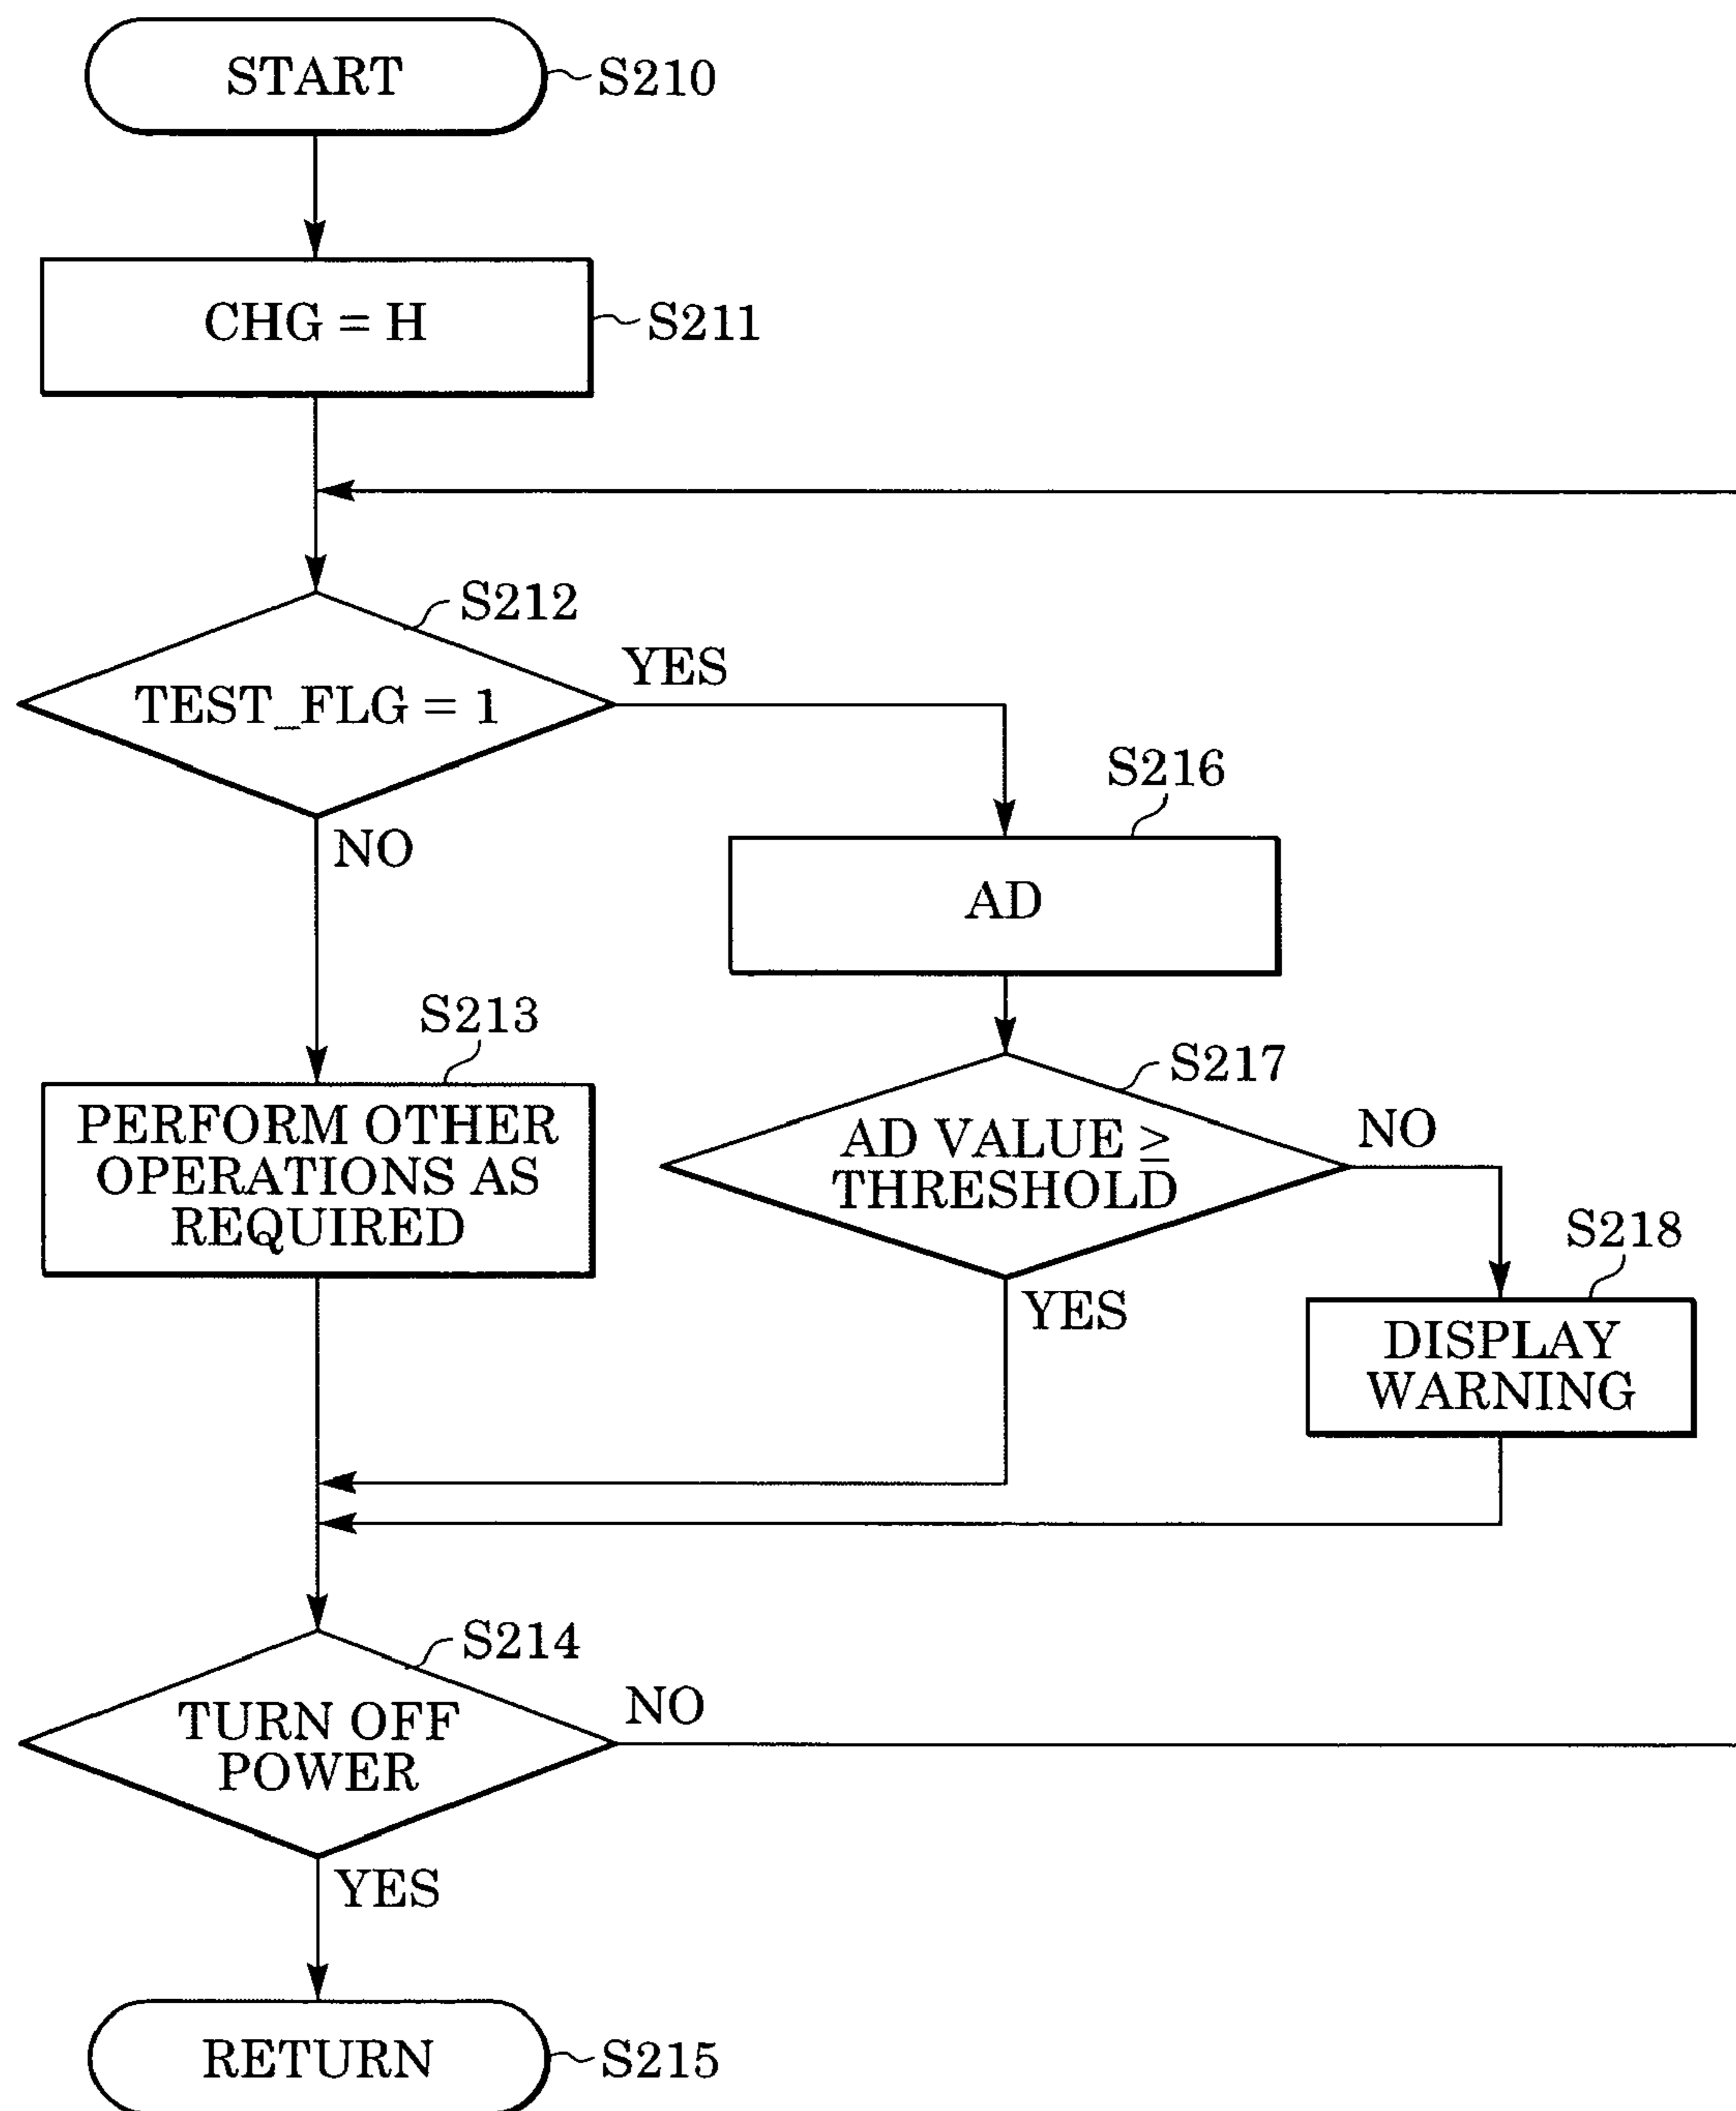 START
S210
CHG = H
S211
S212
TEST_FLG = 1
YES
NO
S216
AD
S213
PERFORM OTHER
OPERATIONS AS
REQUIRED
S217
AD VALUE ≥
THRESHOLD
NO
YES
S218
DISPLAY
WARNING
S214
TURN OFF
POWER
NO
YES
RETURN
S215